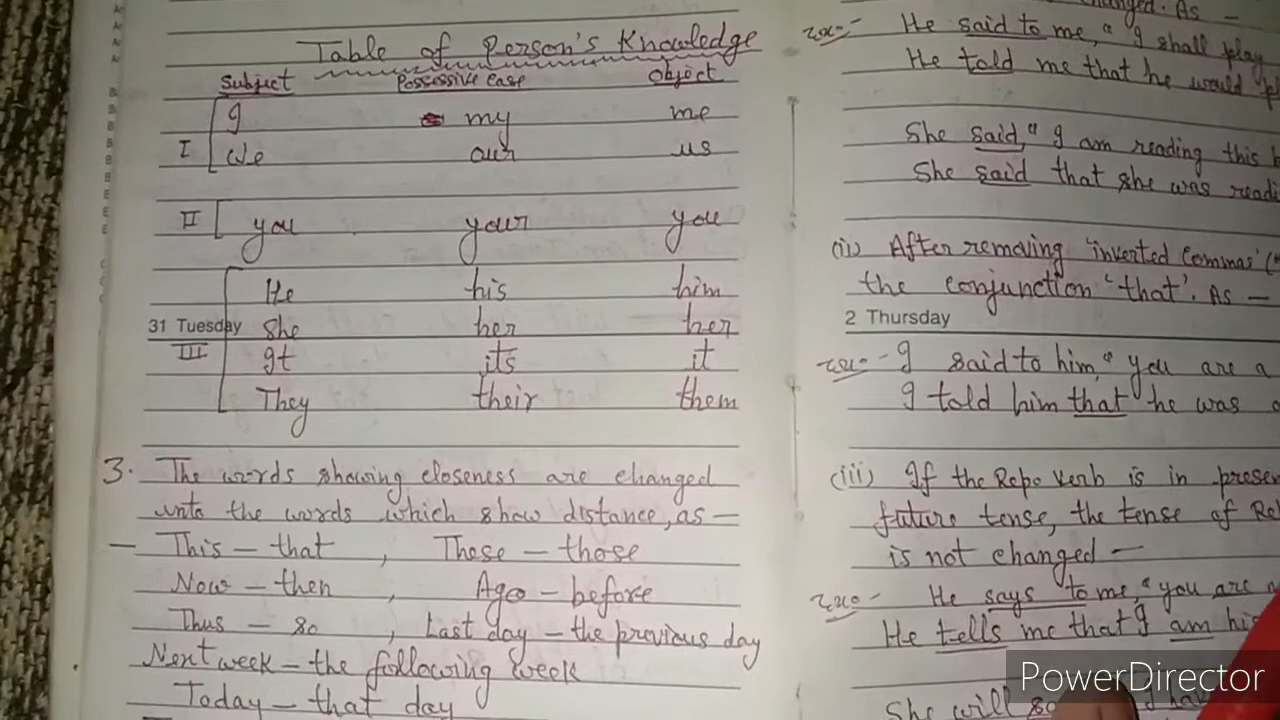 Table of Person's Knowledge
Subject Possessive case Object
I my me
I We our us
II you your you
He his him
31 Tuesday She her her
III It its it
They their them
3. The words showing closeness are changed
unto the words which show distance, as —
— This – that , These – those
Now – then , Ago – before
Thus – so , Last day – the previous day
Next week – the following week
Today – that day
changed. As –
He said to me, "I shall play
He told me that he would
She said, "I am reading this
She said that she was
(ii) After removing 'inverted commas'
the conjunction 'that'. As –
2 Thursday
I said to him, "you are a
I told him that he was
(iii) If the Repo verb is in
future tense, the tense of
is not changed —
He says to me, "you are
He tells me that I am
She will
PowerDirector